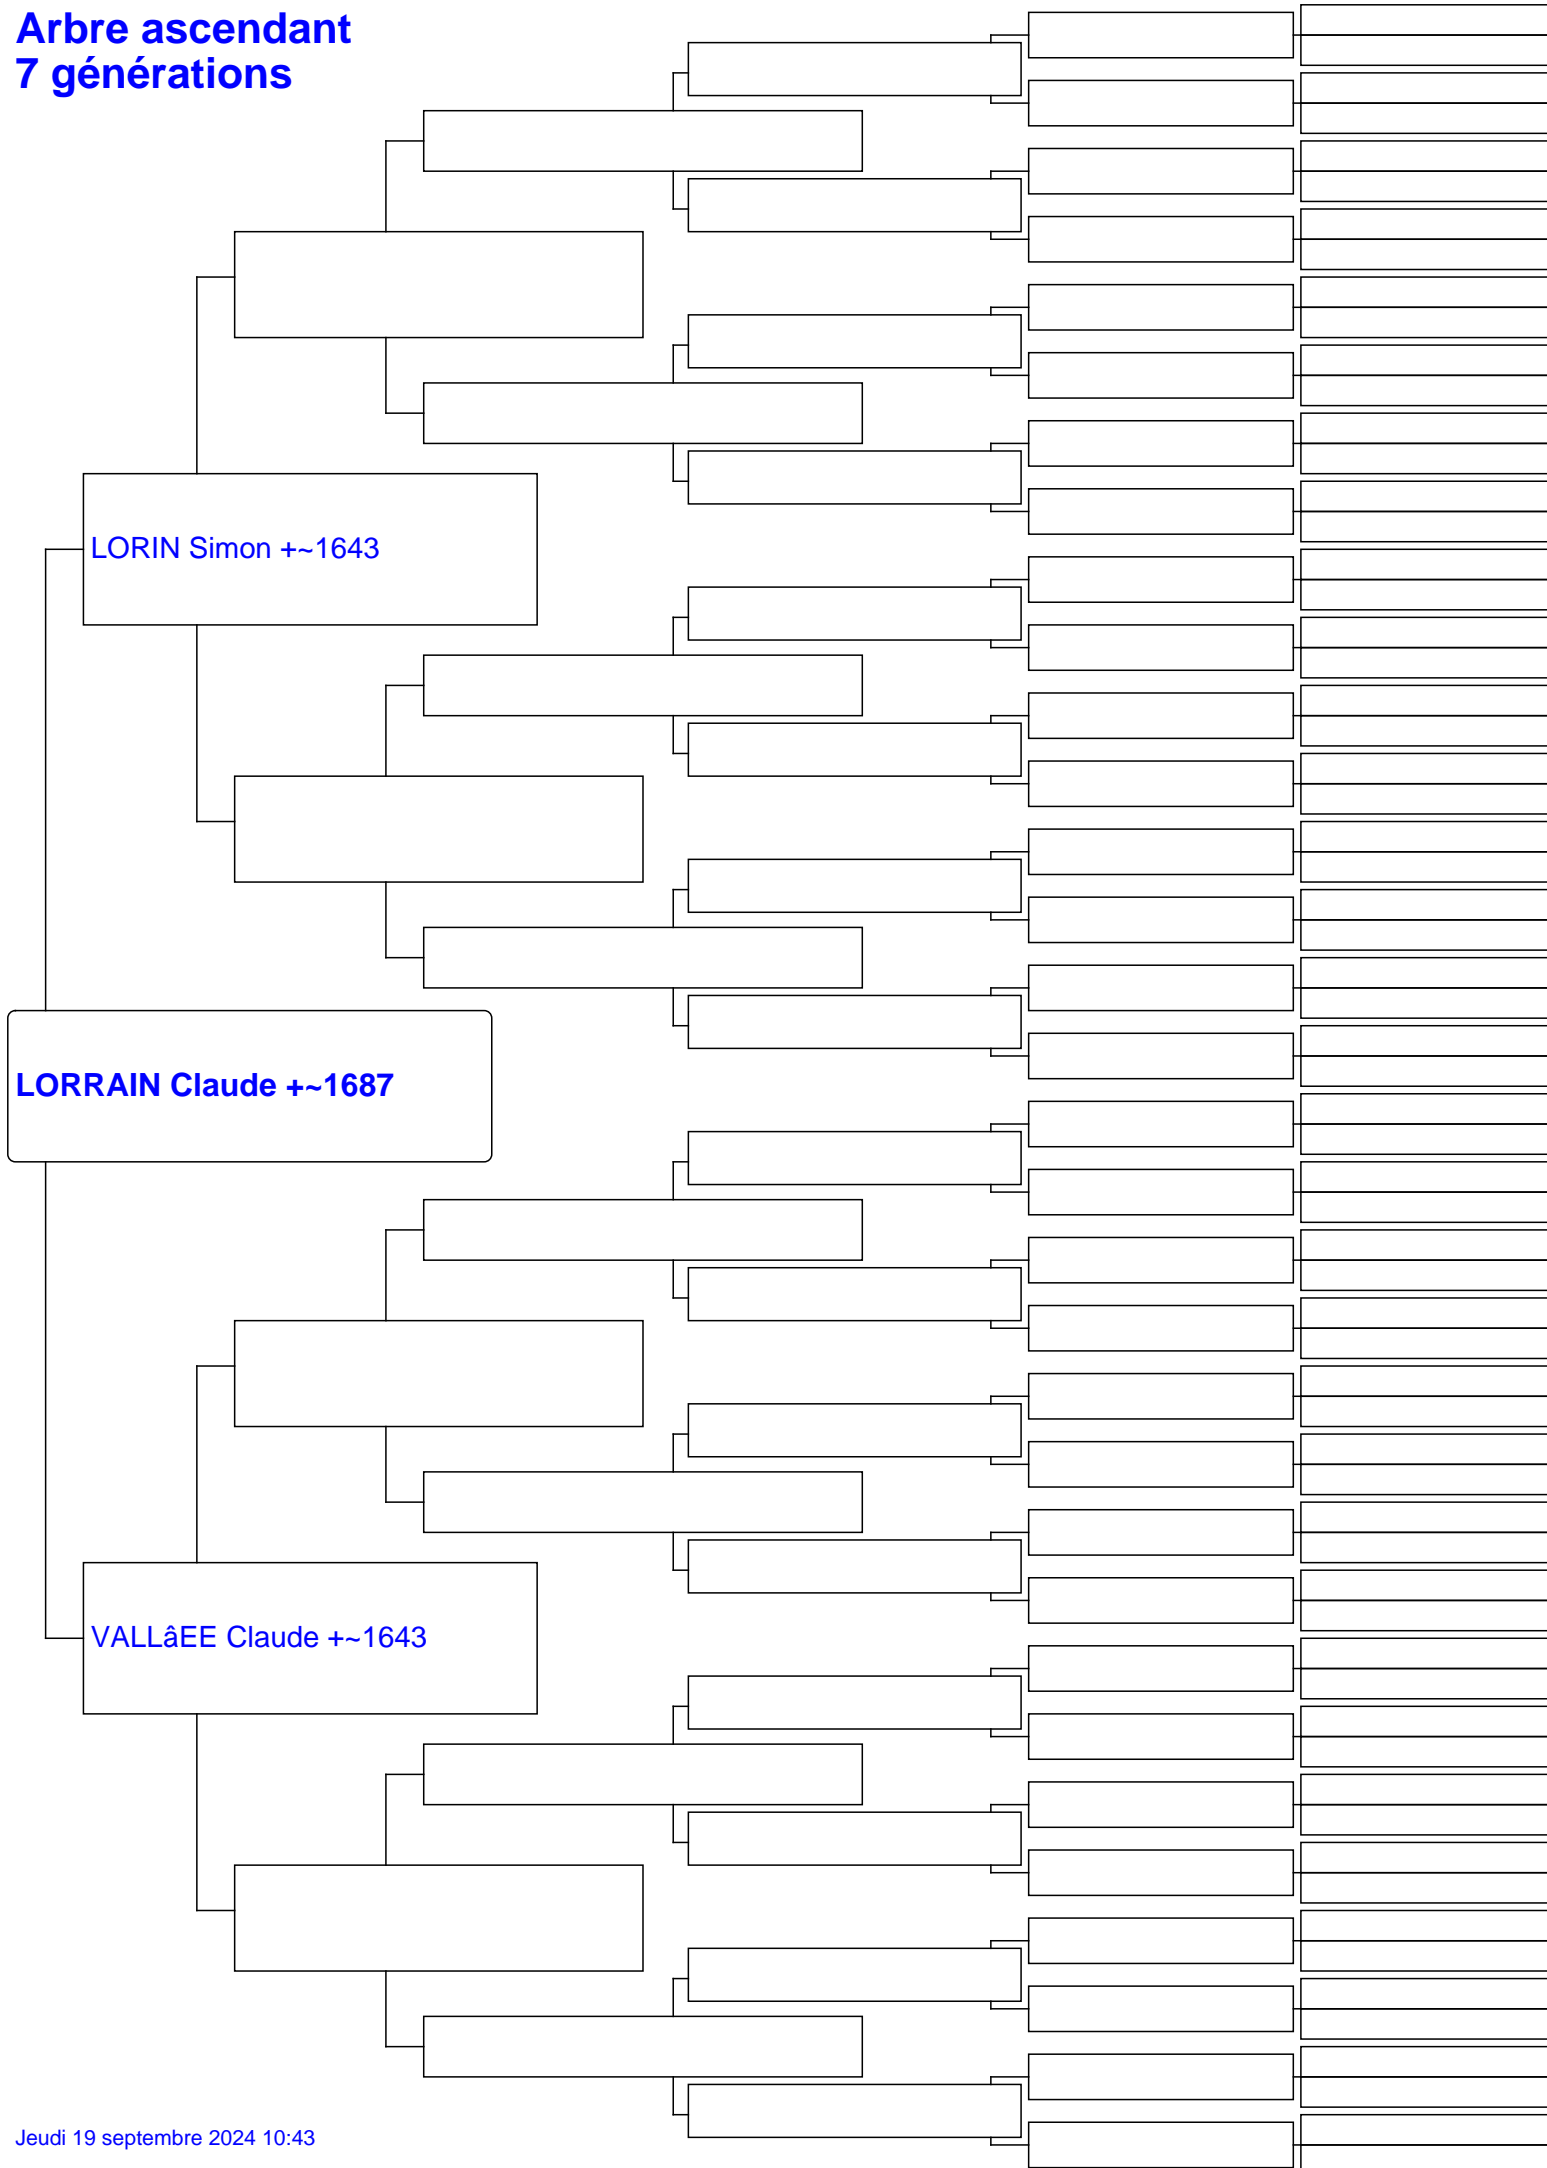 Arbre ascendant
7 générations
LORIN Simon +~1643
LORRAIN Claude +~1687
VALLâEE Claude +~1643
Jeudi 19 septembre 2024 10:43